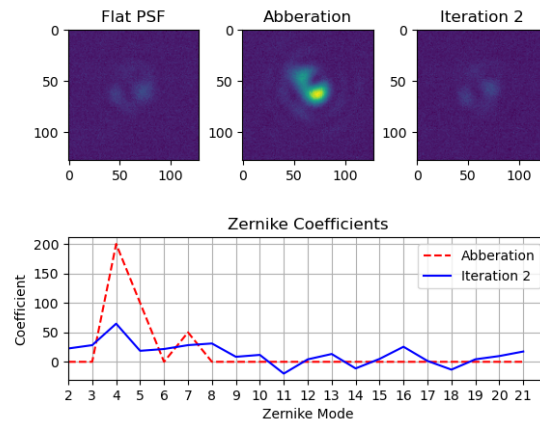 Flat PSF Abberation Iteration 2
0 0 0
50 50 50
100 100 100
0 50 100 0 50 100 0 50 100
Zernike Coefficients
200
150
100
50
0
Coefficient
Abberation
Iteration 2
2 3 4 5 6 7 8 9 10 11 12 13 14 15 16 17 18 19 20 21
Zernike Mode